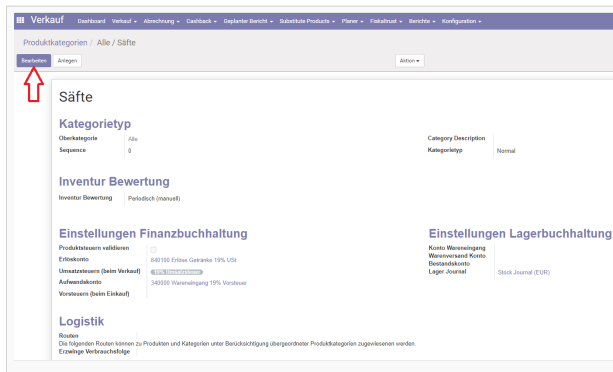 Verkauf Dashboard Verkauf Abrechnung Cashback Geplanter Bericht Substitute Products Planer Fiskaltrust Berichte Konfiguration
Produktkategorien / Alle / Säfte
Bearbeiten Anlegen Aktion
Säfte
Kategorietyp
Oberkategorie Alle Category Description
Sequence 0 Kategorietyp Normal
Inventur Bewertung
Inventur Bewertung Periodisch (manuell)
Einstellungen Finanzbuchhaltung Einstellungen Lagerbuchhaltung
Produktsteuern validieren Konto Wareneingang
Erlöskonto 840100 Erlöse Getränke 19% USt Warenversand Konto
Bestandskonto
Umsatzsteuern (beim Verkauf) 19% Umsatzsteuer Lager Journal Stock Journal (EUR)
Aufwandskonto 340000 Wareneingang 19% Vorsteuer
Vorsteuern (beim Einkauf)
Logistik
Routen
Die folgenden Routen können zu Produkten und Kategorien unter Berücksichtigung übergeordneter Produktkategorien zugewiesenen werden.
Erzwinge Verbrauchsfolge